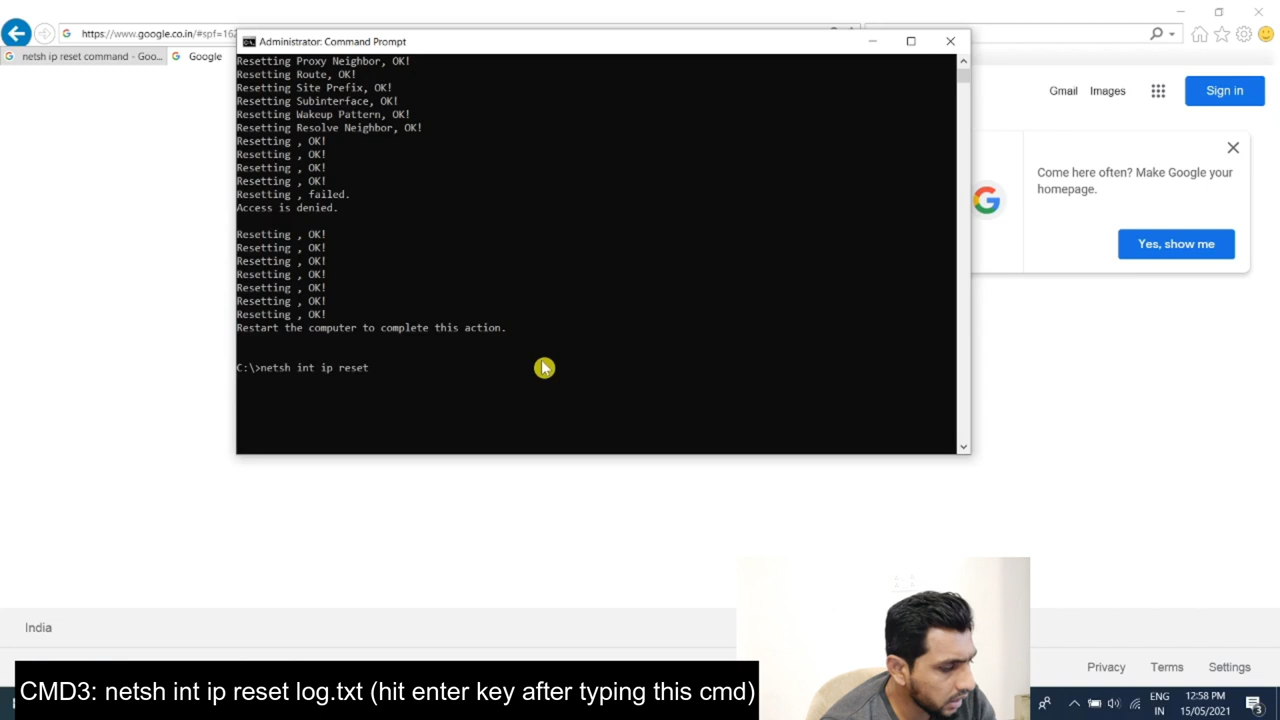 https://www.google.co.in/#spf=162
netsh ip reset command - Goo...
Google
Administrator: Command Prompt
Resetting Proxy Neighbor, OK!
Resetting Route, OK!
Resetting Site Prefix, OK!
Resetting Subinterface, OK!
Resetting Wakeup Pattern, OK!
Resetting Resolve Neighbor, OK!
Resetting , OK!
Resetting , OK!
Resetting , OK!
Resetting , OK!
Resetting , failed.
Access is denied.
Resetting , OK!
Resetting , OK!
Resetting , OK!
Resetting , OK!
Resetting , OK!
Resetting , OK!
Resetting , OK!
Restart the computer to complete this action.
C:\>netsh int ip reset
Gmail Images
Sign in
Come here often? Make Google your
homepage.
Yes, show me
India
Privacy Terms Settings
CMD3: netsh int ip reset log.txt (hit enter key after typing this cmd)
ENG
IN
12:58 PM
15/05/2021
3